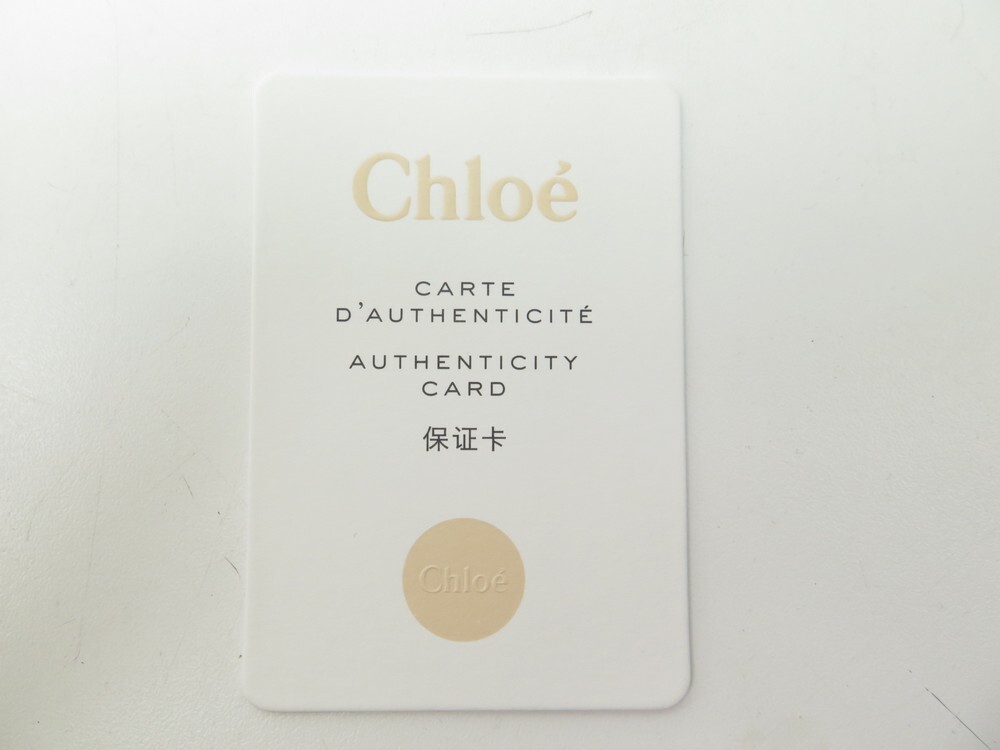 Chloé
CARTE
D'AUTHENTICITÉ
AUTHENTICITY
CARD
保证卡
Chloé